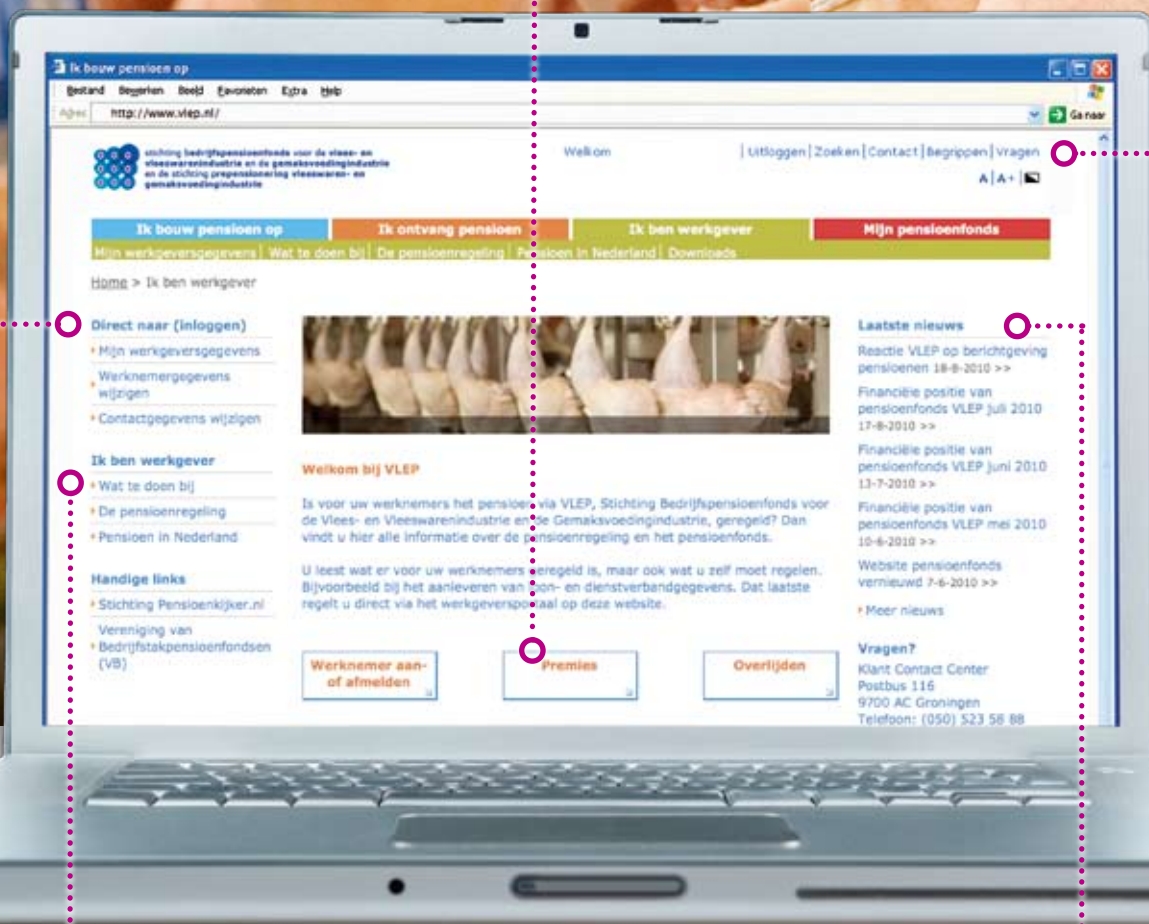 Ik bouw pensioen op
Bestand Bewerken Beeld Favorieten Extra Help
Adres http://www.vlep.nl/ Ga naar
stichting bedrijfspensioenfonds voor de vlees- en
vleeswarenindustrie en de gemaksvoedingindustrie
en de stichting prepensionering vleeswaren- en
gemaksvoedingindustrie
Welkom
| Uitloggen | Zoeken | Contact | Begrippen | Vragen
A | A+ |
Ik bouw pensioen op
Ik ontvang pensioen
Ik ben werkgever
Mijn pensioenfonds
Mijn werkgeversgegevens | Wat te doen bij | De pensioenregeling | Pensioen in Nederland | Downloads
Home > Ik ben werkgever
Direct naar (inloggen)
Mijn werkgeversgegevens
Werknemergegevens
wijzigen
Contactgegevens wijzigen
Ik ben werkgever
Wat te doen bij
De pensioenregeling
Pensioen in Nederland
Handige links
Stichting Pensioenkijker.nl
Vereniging van
Bedrijfstakpensioenfondsen
(VB)
Welkom bij VLEP
Is voor uw werknemers het pensioen via VLEP, Stichting Bedrijfspensioenfonds voor
de Vlees- en Vleeswarenindustrie en de Gemaksvoedingindustrie, geregeld? Dan
vindt u hier alle informatie over de pensioenregeling en het pensioenfonds.
U leest wat er voor uw werknemers geregeld is, maar ook wat u zelf moet regelen.
Bijvoorbeeld bij het aanleveren van loon- en dienstverbandgegevens. Dat laatste
regelt u direct via het werkgeversportaal op deze website.
Werknemer aan-
of afmelden
Premies
Overlijden
Laatste nieuws
Reactie VLEP op berichtgeving
pensioenen 18-8-2010 >>
Financiële positie van
pensioenfonds VLEP juli 2010
17-8-2010 >>
Financiële positie van
pensioenfonds VLEP juni 2010
13-7-2010 >>
Financiële positie van
pensioenfonds VLEP mei 2010
10-6-2010 >>
Website pensioenfonds
vernieuwd 7-6-2010 >>
Meer nieuws
Vragen?
Klant Contact Center
Postbus 116
9700 AC Groningen
Telefoon: (050) 523 58 88